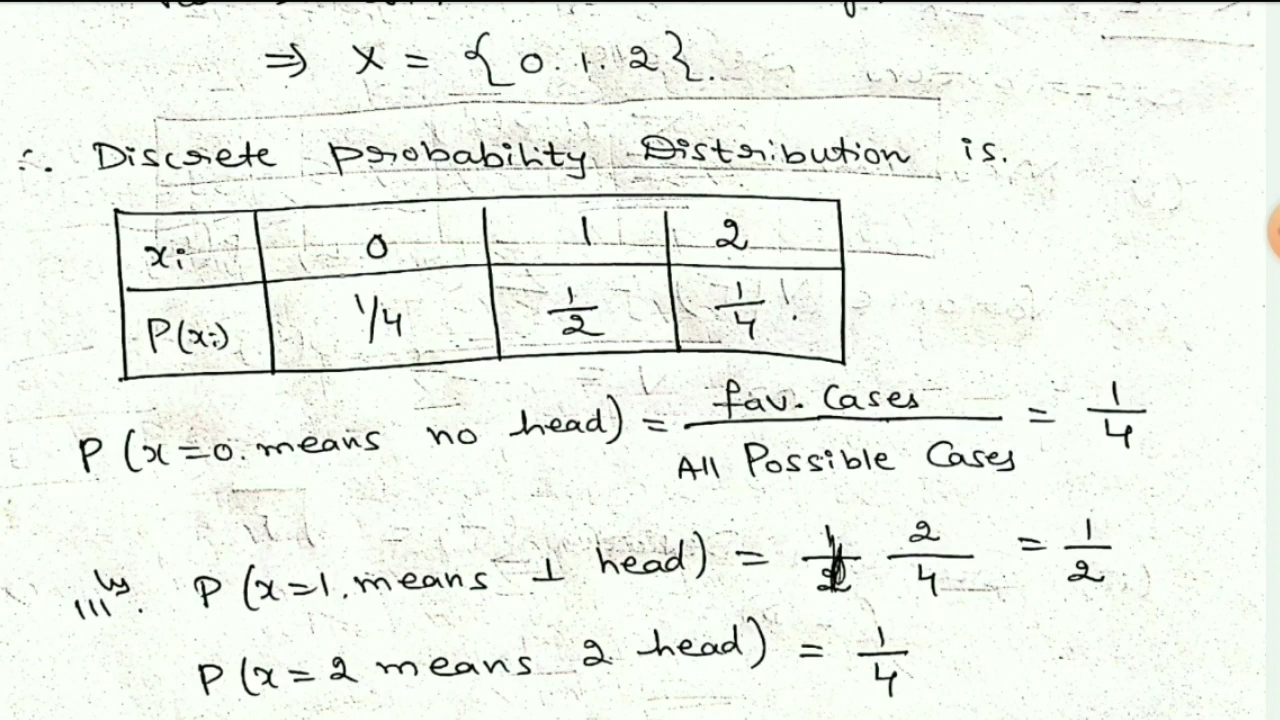 ⇒ X = {0. 1. 2}.
∴ Discrete probability Distribution is.
xi 0 1 2
P(xi) 1/4 1/2 1/4
P(x=0. means no head) = fav. Cases / All Possible Cases = 1/4
III ly. P(x=1. means 1 head) = 2/4 = 1/2
P(x=2 means 2 head) = 1/4